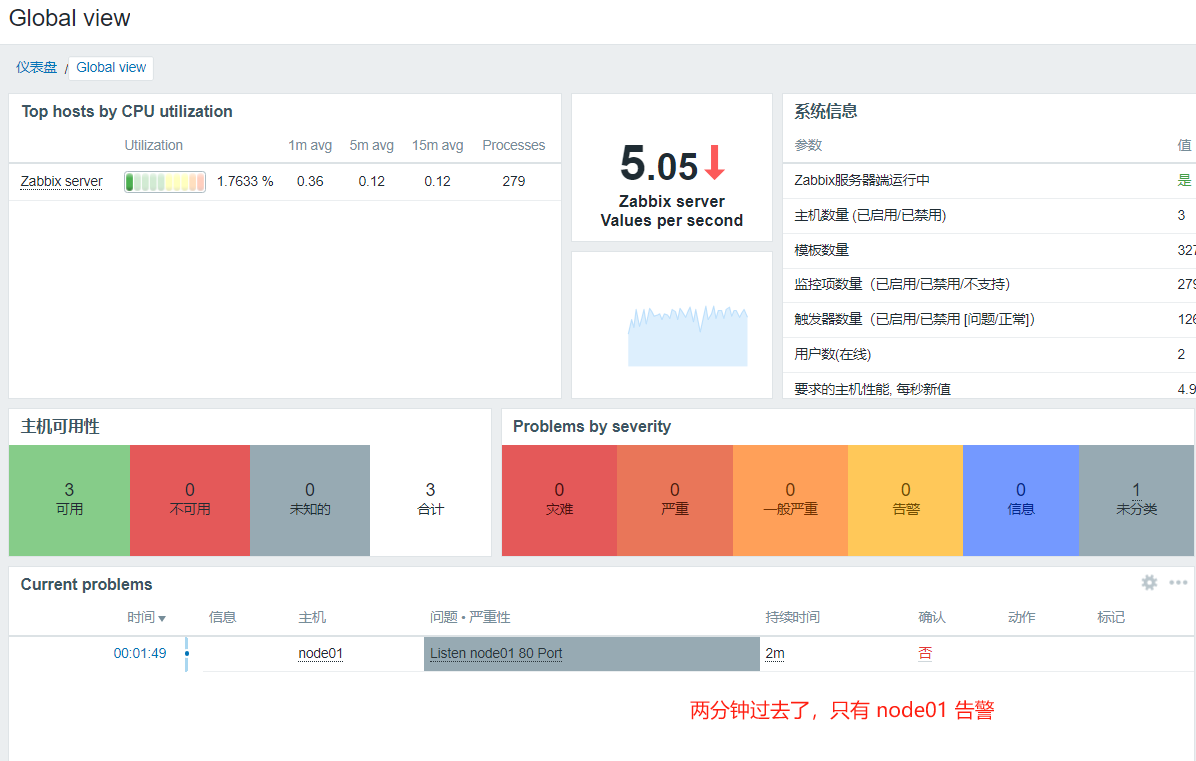 Global view
仪表盘 / Global view
Top hosts by CPU utilization
Utilization 1m avg 5m avg 15m avg Processes
Zabbix server 1.7633 % 0.36 0.12 0.12 279
5.05
Zabbix server
Values per second
系统信息
参数 值
Zabbix服务器端运行中 是
主机数量 (已启用/已禁用) 3
模板数量 327
监控项数量（已启用/已禁用/不支持） 279
触发器数量（已启用/已禁用 [问题/正常]） 126
用户数(在线) 2
要求的主机性能, 每秒新值 4.9
主机可用性
3 0 0 3
可用 不可用 未知的 合计
Problems by severity
0 0 0 0 0 1
灾难 严重 一般严重 告警 信息 未分类
Current problems
时间 信息 主机 问题 • 严重性 持续时间 确认 动作 标记
00:01:49 node01 Listen node01 80 Port 2m 否
两分钟过去了，只有 node01 告警